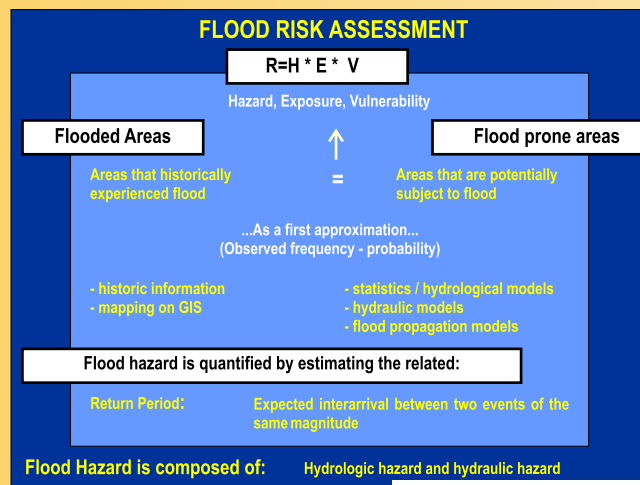 FLOOD RISK ASSESSMENT
R=H * E * V
Hazard, Exposure, Vulnerability
Flooded Areas
Flood prone areas
Areas that historically
experienced flood
=
Areas that are potentially
subject to flood
...As a first approximation...
(Observed frequency - probability)
- historic information
- mapping on GIS
- statistics / hydrological models
- hydraulic models
- flood propagation models
Flood hazard is quantified by estimating the related:
Return Period:
Expected interarrival between two events of the
same magnitude
Flood Hazard is composed of:
Hydrologic hazard and hydraulic hazard